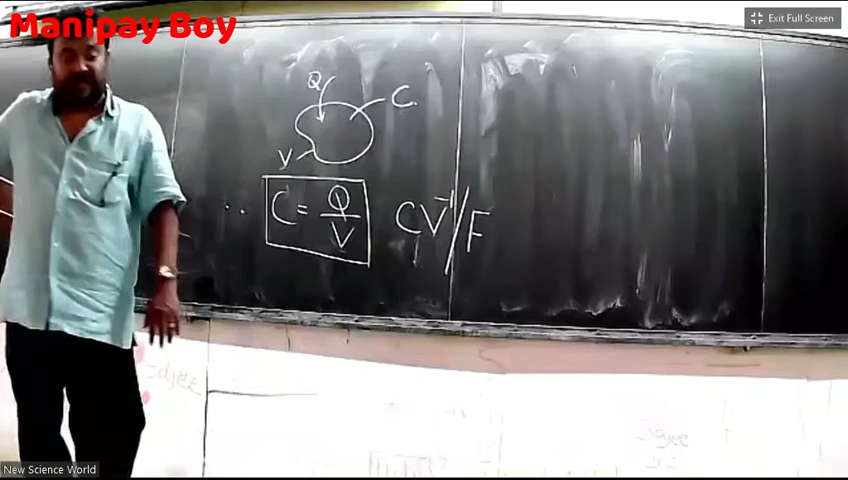 Manipay Boy
Exit Full Screen
Q
C
V
∴ C = Q/V  CV⁻¹/F
New Science World